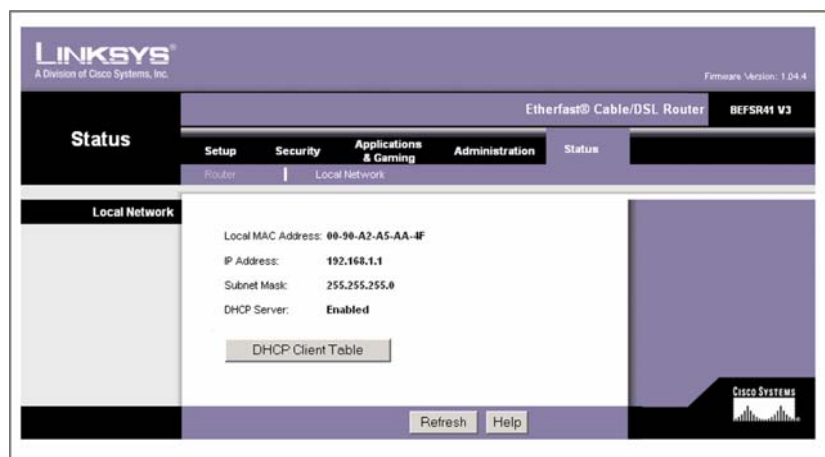 LINKSYS®
A Division of Cisco Systems, Inc.
Firmware Version: 1.04.4
Etherfast® Cable/DSL Router BEFSR41 V3
Status
Setup Security Applications & Gaming Administration Status
Router Local Network
Local Network
Local MAC Address: 00-90-A2-A5-AA-4F
IP Address: 192.168.1.1
Subnet Mask: 255.255.255.0
DHCP Server: Enabled
DHCP Client Table
CISCO SYSTEMS
Refresh Help